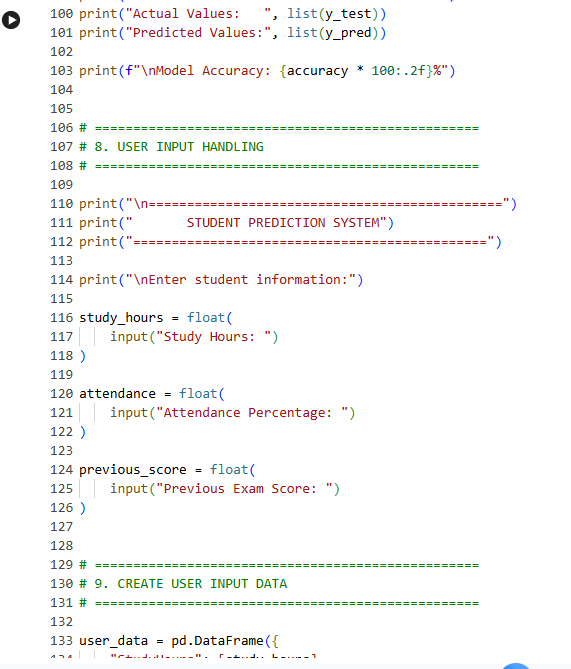 100 print("Actual Values:   ", list(y_test))
101 print("Predicted Values:", list(y_pred))
102
103 print(f"\nModel Accuracy: {accuracy * 100:.2f}%")
104
105
106 # ==================================================
107 # 8. USER INPUT HANDLING
108 # ==================================================
109
110 print("\n==============================================")
111 print("       STUDENT PREDICTION SYSTEM")
112 print("==============================================")
113
114 print("\nEnter student information:")
115
116 study_hours = float(
117     input("Study Hours: ")
118 )
119
120 attendance = float(
121     input("Attendance Percentage: ")
122 )
123
124 previous_score = float(
125     input("Previous Exam Score: ")
126 )
127
128
129 # ==================================================
130 # 9. CREATE USER INPUT DATA
131 # ==================================================
132
133 user_data = pd.DataFrame({